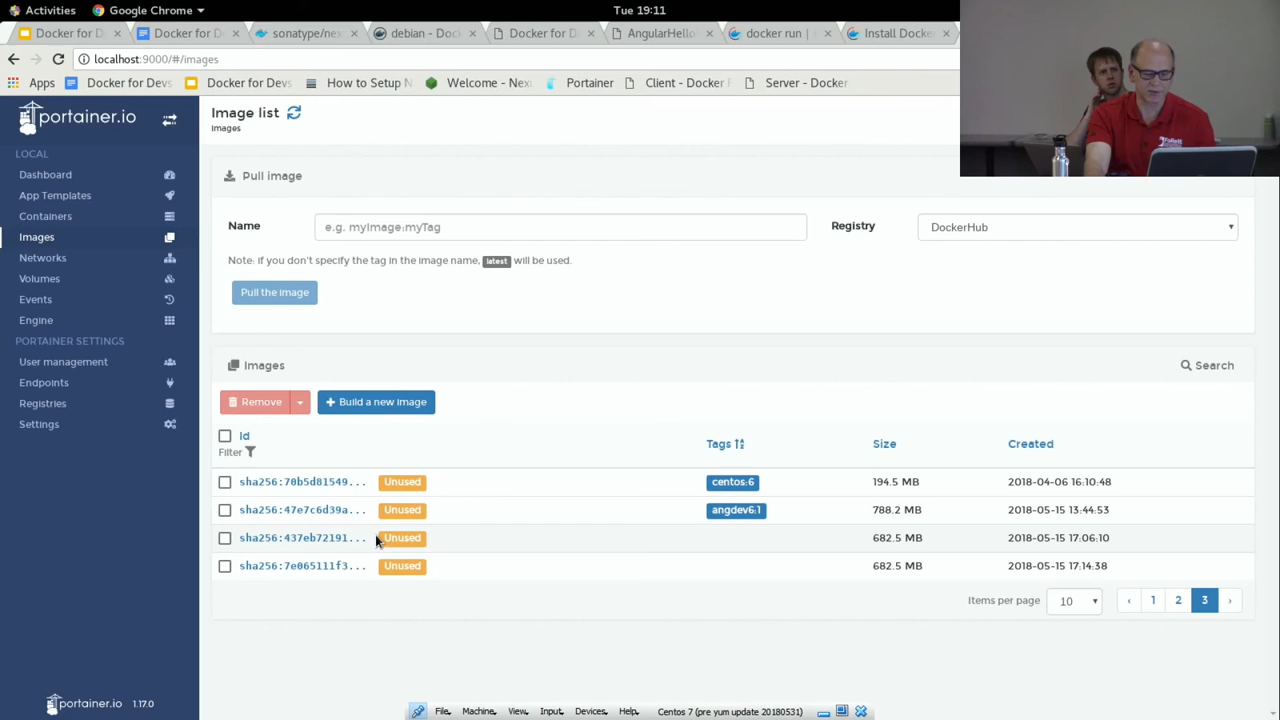 Activities Google Chrome Tue 19:11
Docker for D Docker for D sonatype/nex debian - Dock Docker for D AngularHello docker run | Install Docke
localhost:9000/#/images
Apps Docker for Dev Docker for Dev How to Setup N Welcome - Nex Portainer Client - Docker Server - Docker
portainer.io
LOCAL
Dashboard
App Templates
Containers
Images
Networks
Volumes
Events
Engine
PORTAINER SETTINGS
User management
Endpoints
Registries
Settings
portainer.io 1.17.0
Image list
Images
Pull image
Name e.g. myImage:myTag Registry DockerHub
Note: if you don't specify the tag in the image name, latest will be used.
Pull the image
Images Search
Remove + Build a new image
Id Tags Size Created
Filter
sha256:70b5d81549... Unused centos:6 194.5 MB 2018-04-06 16:10:48
sha256:47e7c6d39a... Unused angdev6:1 788.2 MB 2018-05-15 13:44:53
sha256:437eb72191... Unused 682.5 MB 2018-05-15 17:06:10
sha256:7e065111f3... Unused 682.5 MB 2018-05-15 17:14:38
Items per page 10 ‹ 1 2 3 ›
File Machine View Input Devices Help Centos 7 (pre yum update 20180531)